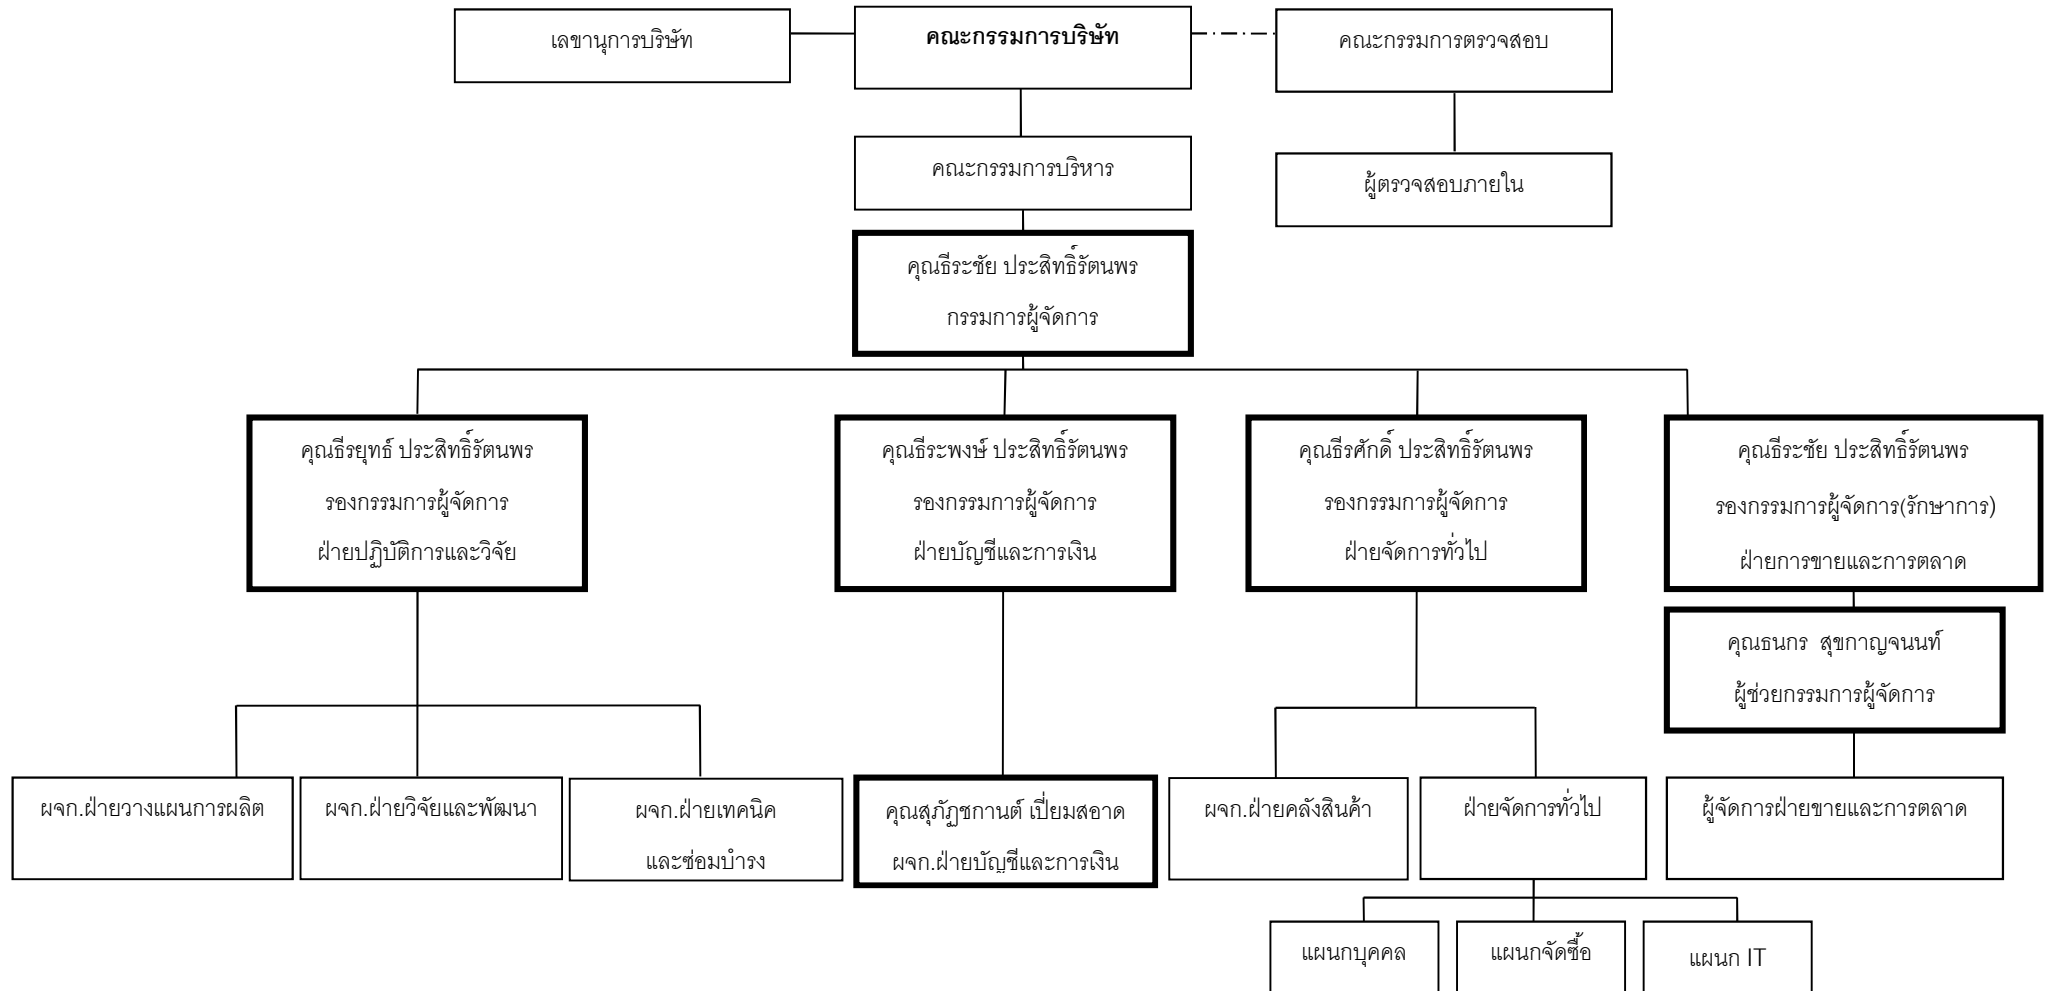 เลขานุการบริษัท
คณะกรรมการบริษัท
คณะกรรมการตรวจสอบ
คณะกรรมการบริหาร
ผู้ตรวจสอบภายใน
คุณธีระชัย ประสิทธิ์รัตนพร
กรรมการผู้จัดการ
คุณธีรยุทธ์ ประสิทธิ์รัตนพร
รองกรรมการผู้จัดการ
ฝ่ายปฏิบัติการและวิจัย
คุณธีระพงษ์ ประสิทธิ์รัตนพร
รองกรรมการผู้จัดการ
ฝ่ายบัญชีและการเงิน
คุณธีรศักดิ์ ประสิทธิ์รัตนพร
รองกรรมการผู้จัดการ
ฝ่ายจัดการทั่วไป
คุณธีระชัย ประสิทธิ์รัตนพร
รองกรรมการผู้จัดการ(รักษาการ)
ฝ่ายการขายและการตลาด
คุณธนกร  สุขกาญจนนท์
ผู้ช่วยกรรมการผู้จัดการ
ผจก.ฝ่ายวางแผนการผลิต
ผจก.ฝ่ายวิจัยและพัฒนา
ผจก.ฝ่ายเทคนิค
และซ่อมบำรง
คุณสุภัฏชกานต์ เปี่ยมสอาด
ผจก.ฝ่ายบัญชีและการเงิน
ผจก.ฝ่ายคลังสินค้า
ฝ่ายจัดการทั่วไป
ผู้จัดการฝ่ายขายและการตลาด
แผนกบุคคล
แผนกจัดซื้อ
แผนก IT